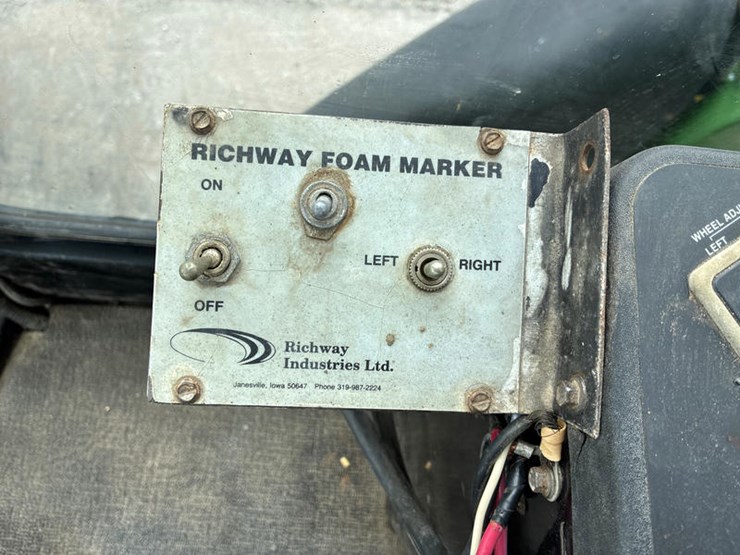 RICHWAY FOAM MARKER
ON
LEFT RIGHT
OFF
Richway
Industries Ltd.
Janesville, Iowa 50647 Phone 319-987-2224
WHEEL
LEFT